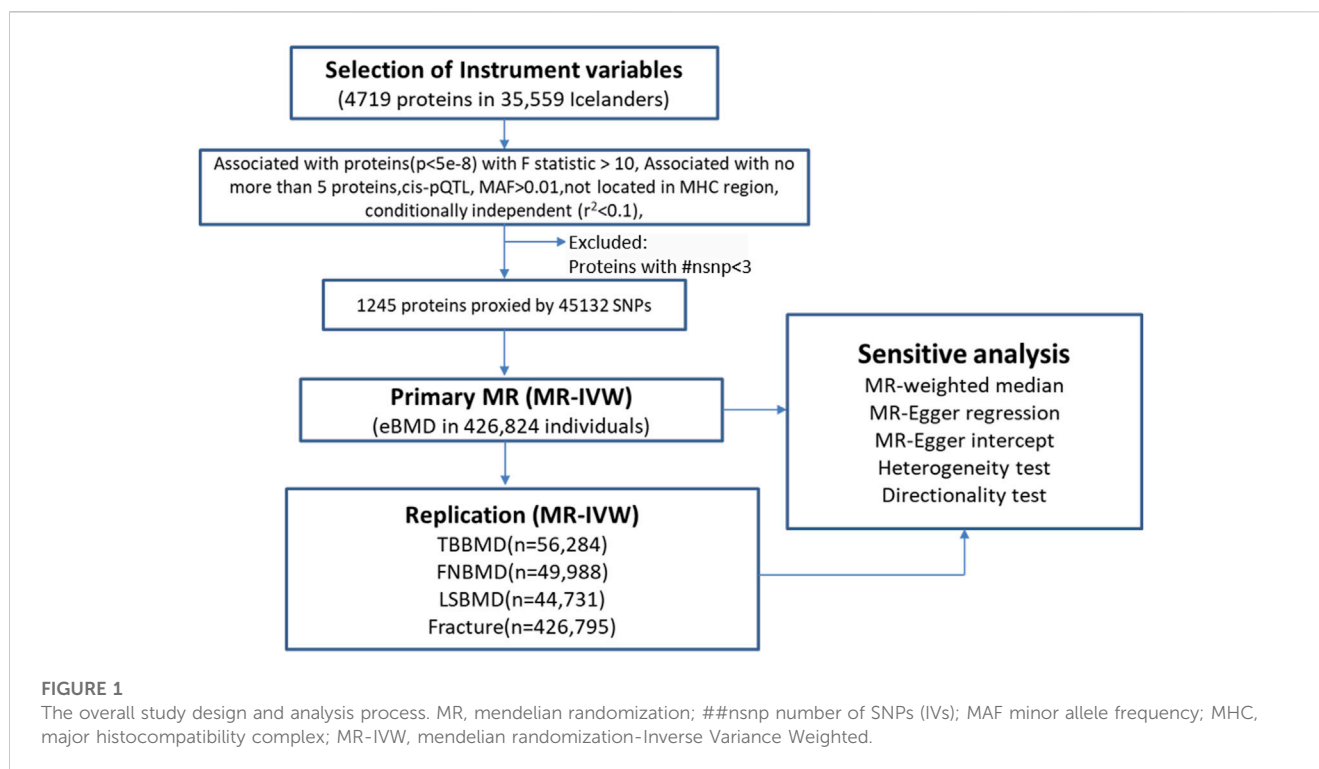 Selection of Instrument variables
(4719 proteins in 35,559 Icelanders)
Associated with proteins(p<5e-8) with F statistic > 10, Associated with no
more than 5 proteins,cis-pQTL, MAF>0.01,not located in MHC region,
conditionally independent (r²<0.1),
Excluded:
Proteins with #nsnp<3
1245 proteins proxied by 45132 SNPs
Primary MR (MR-IVW)
(eBMD in 426,824 individuals)
Replication (MR-IVW)
TBBMD(n=56,284)
FNBMD(n=49,988)
LSBMD(n=44,731)
Fracture(n=426,795)
Sensitive analysis
MR-weighted median
MR-Egger regression
MR-Egger intercept
Heterogeneity test
Directionality test
FIGURE 1
The overall study design and analysis process. MR, mendelian randomization; ##nsnp number of SNPs (IVs); MAF minor allele frequency; MHC,
major histocompatibility complex; MR-IVW, mendelian randomization-Inverse Variance Weighted.